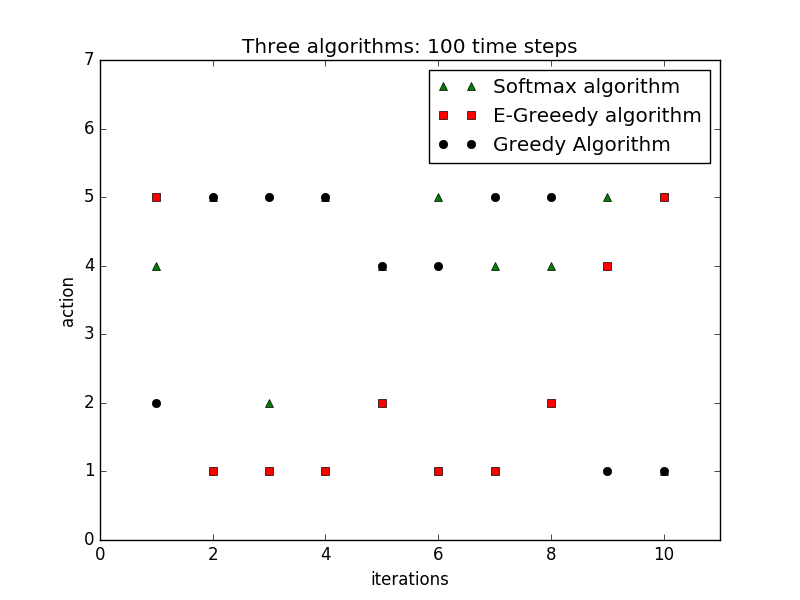 Three algorithms: 100 time steps
7
6
5
4
3
2
1
0
action
Softmax algorithm
E-Greeedy algorithm
Greedy Algorithm
0 2 4 6 8 10
iterations